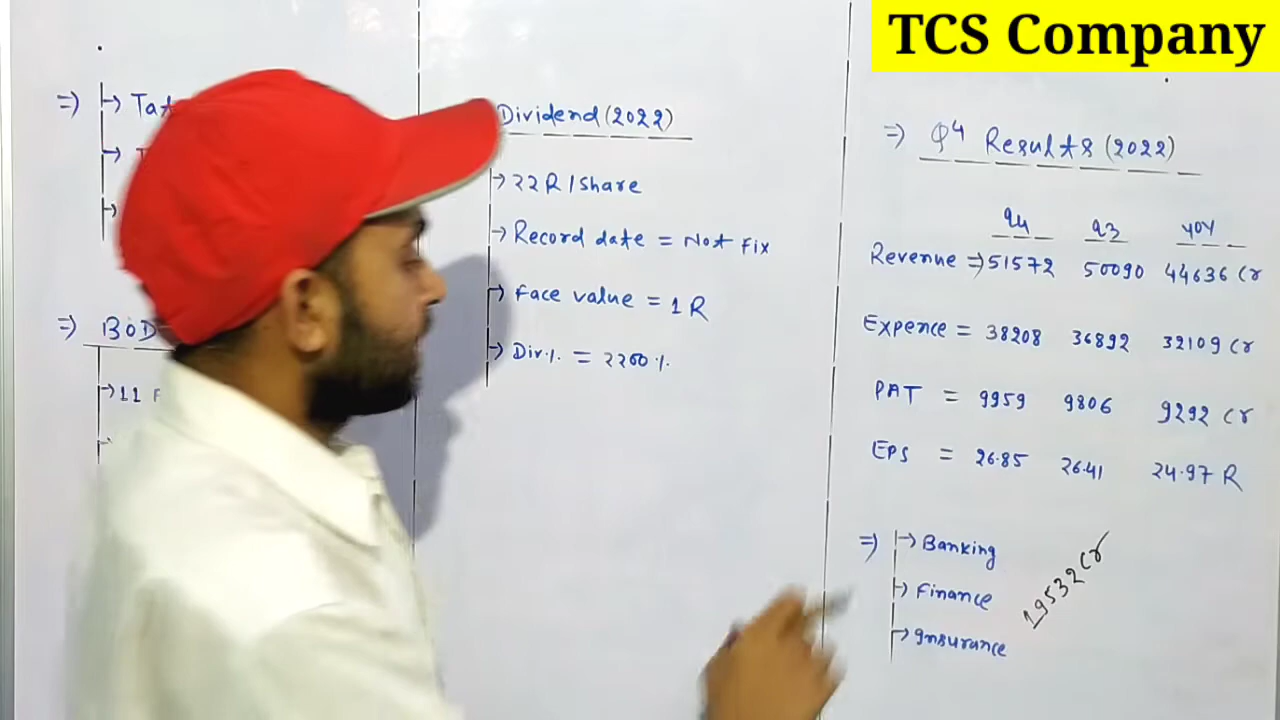 TCS Company
=)
=) BOD
→ 11
Dividend (2022)
→ 22 R / Share
→ Record date = Not Fix
→ Face value = 1 R
→ Div.%. = 2200 %.
=) Q4 Results (2022)
Q4 Q3 YOY
Revenue => 51572 50090 44636 Cr
Expence = 38208 36892 32109 Cr
PAT = 9959 9806 9292 Cr
EPS = 26.85 26.41 24.97 R
=) → Banking
→ Finance
→ Insurance
19532 Cr